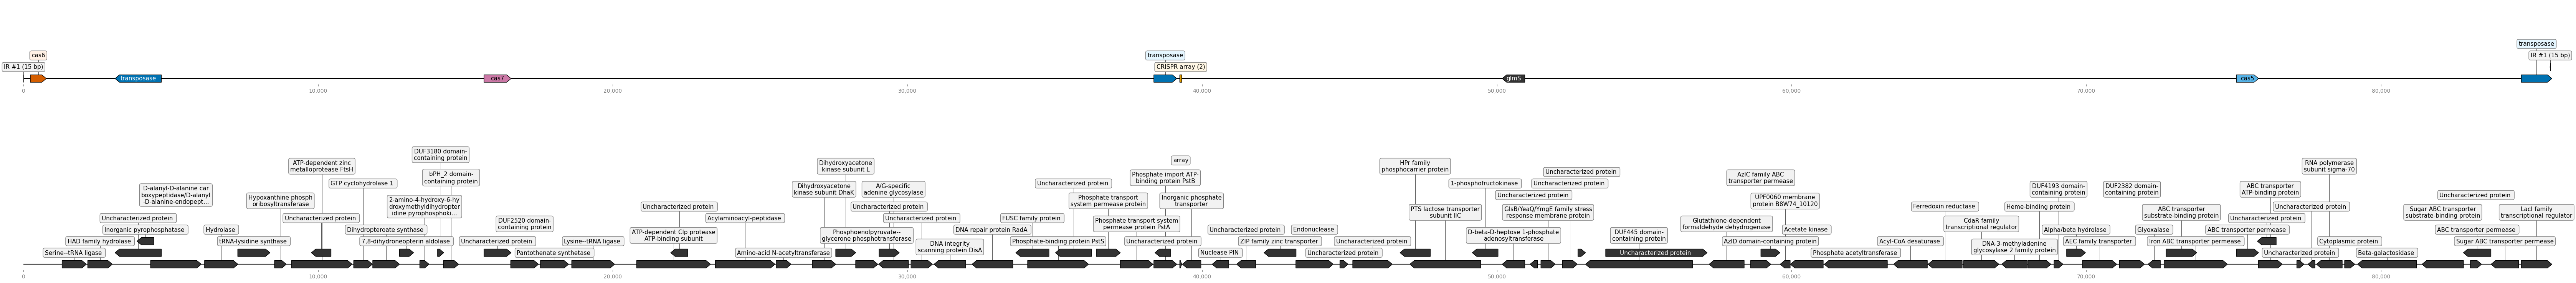 transposase
cas6
transposase
transposase
IR #1 (15 bp)
CRISPR array (2)
IR #1 (15 bp)
transposase
cas7
glmS
cas5
0
10,000
20,000
30,000
40,000
50,000
60,000
70,000
80,000
DUF3180 domain-
containing protein
array
ATP-dependent zinc
metalloprotease FtsH
Dihydroxyacetone
kinase subunit L
HPr family
phosphocarrier protein
RNA polymerase
subunit sigma-70
Uncharacterized protein
bPH_2 domain-
containing protein
Phosphate import ATP-
binding protein PstB
AzlC family ABC
transporter permease
GTP cyclohydrolase 1
Uncharacterized protein
1-phosphofructokinase
Uncharacterized protein
D-alanyl-D-alanine car
boxypeptidase/D-alanyl
-D-alanine-endopept...
Dihydroxyacetone
kinase subunit DhaK
A/G-specific
adenine glycosylase
DUF4193 domain-
containing protein
DUF2382 domain-
containing protein
ABC transporter
ATP-binding protein
Hypoxanthine phosph
oribosyltransferase
2-amino-4-hydroxy-6-hy
droxymethyldihydropter
idine pyrophosphoki...
Phosphate transport
system permease protein
Inorganic phosphate
transporter
Uncharacterized protein
UPF0060 membrane
protein B8W74_10120
Uncharacterized protein
Uncharacterized protein
Uncharacterized protein
PTS lactose transporter
subunit IIC
GlsB/YeaQ/YmgE family stress
response membrane protein
Ferredoxin reductase
Heme-binding protein
ABC transporter
substrate-binding protein
Uncharacterized protein
Sugar ABC transporter
substrate-binding protein
LacI family
transcriptional regulator
Uncharacterized protein
Uncharacterized protein
DUF2520 domain-
containing protein
Acylaminoacyl-peptidase
Uncharacterized protein
FUSC family protein
Phosphate transport system
permease protein PstA
Glutathione-dependent
formaldehyde dehydrogenase
CdaR family
transcriptional regulator
Uncharacterized protein
Inorganic pyrophosphatase
Hydrolase
Dihydropteroate synthase
ATP-dependent Clp protease
ATP-binding subunit
Phosphoenolpyruvate--
glycerone phosphotransferase
DNA repair protein RadA
Uncharacterized protein
Endonuclease
D-beta-D-heptose 1-phosphate
adenosyltransferase
DUF445 domain-
containing protein
Acetate kinase
Alpha/beta hydrolase
Glyoxalase
ABC transporter permease
ABC transporter permease
HAD family hydrolase
tRNA-lysidine synthase
7,8-dihydroneopterin aldolase
Uncharacterized protein
Lysine--tRNA ligase
DNA integrity
scanning protein DisA
Phosphate-binding protein PstS
Uncharacterized protein
ZIP family zinc transporter
Uncharacterized protein
AzlD domain-containing protein
Acyl-CoA desaturase
DNA-3-methyladenine
glycosylase 2 family protein
AEC family transporter
Iron ABC transporter permease
Cytoplasmic protein
Sugar ABC transporter permease
Serine--tRNA ligase
Pantothenate synthetase
Amino-acid N-acetyltransferase
Nuclease PIN
Uncharacterized protein
Uncharacterized protein
Phosphate acetyltransferase
Uncharacterized protein
Beta-galactosidase
0
10,000
20,000
30,000
40,000
50,000
60,000
70,000
80,000